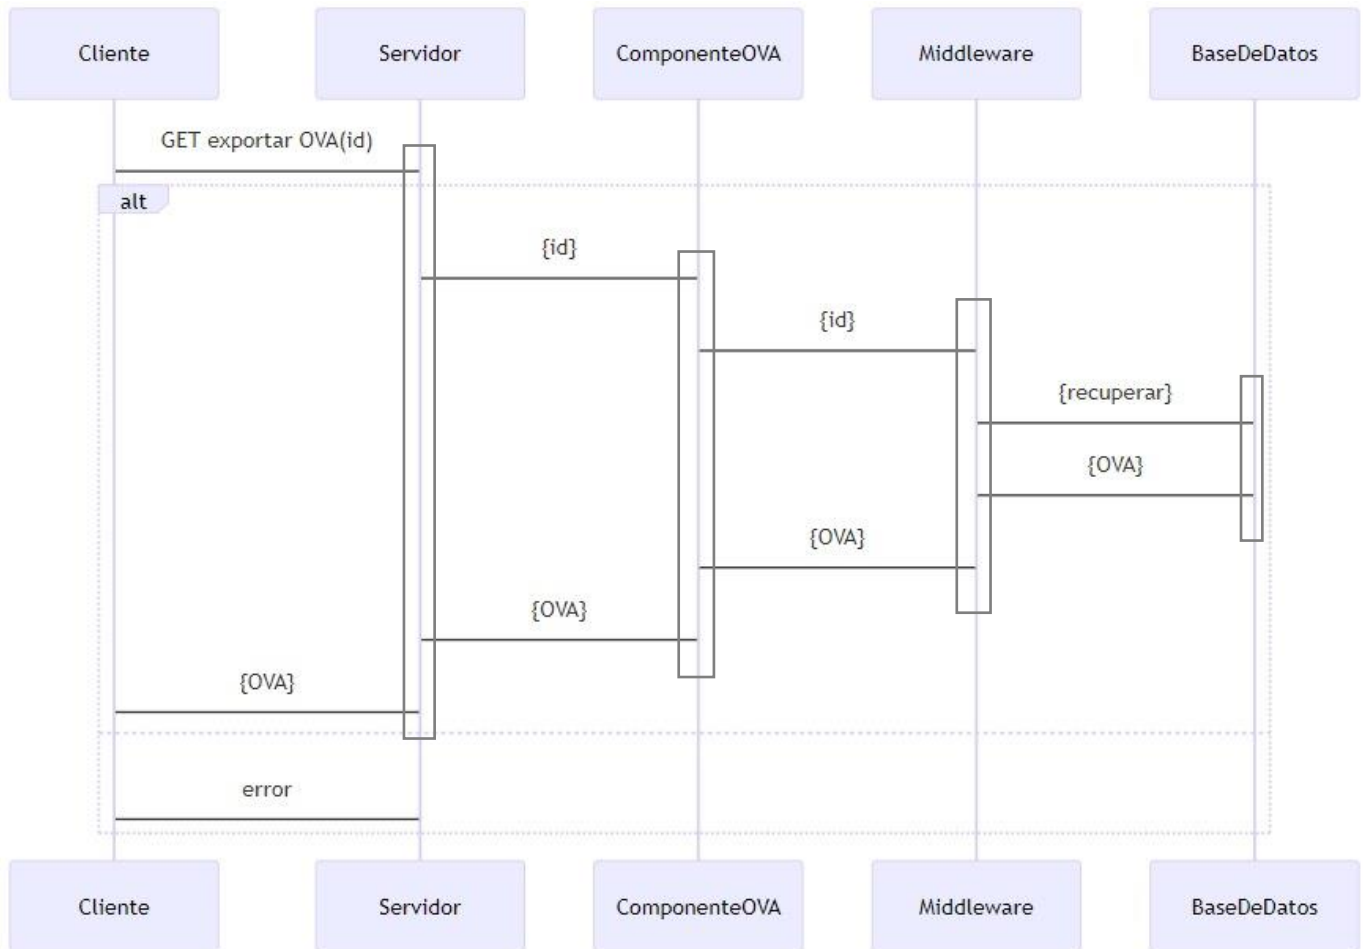 Cliente
Servidor
ComponenteOVA
Middleware
BaseDeDatos
GET exportar OVA(id)
alt
{id}
{id}
{recuperar}
{OVA}
{OVA}
{OVA}
{OVA}
error
Cliente
Servidor
ComponenteOVA
Middleware
BaseDeDatos